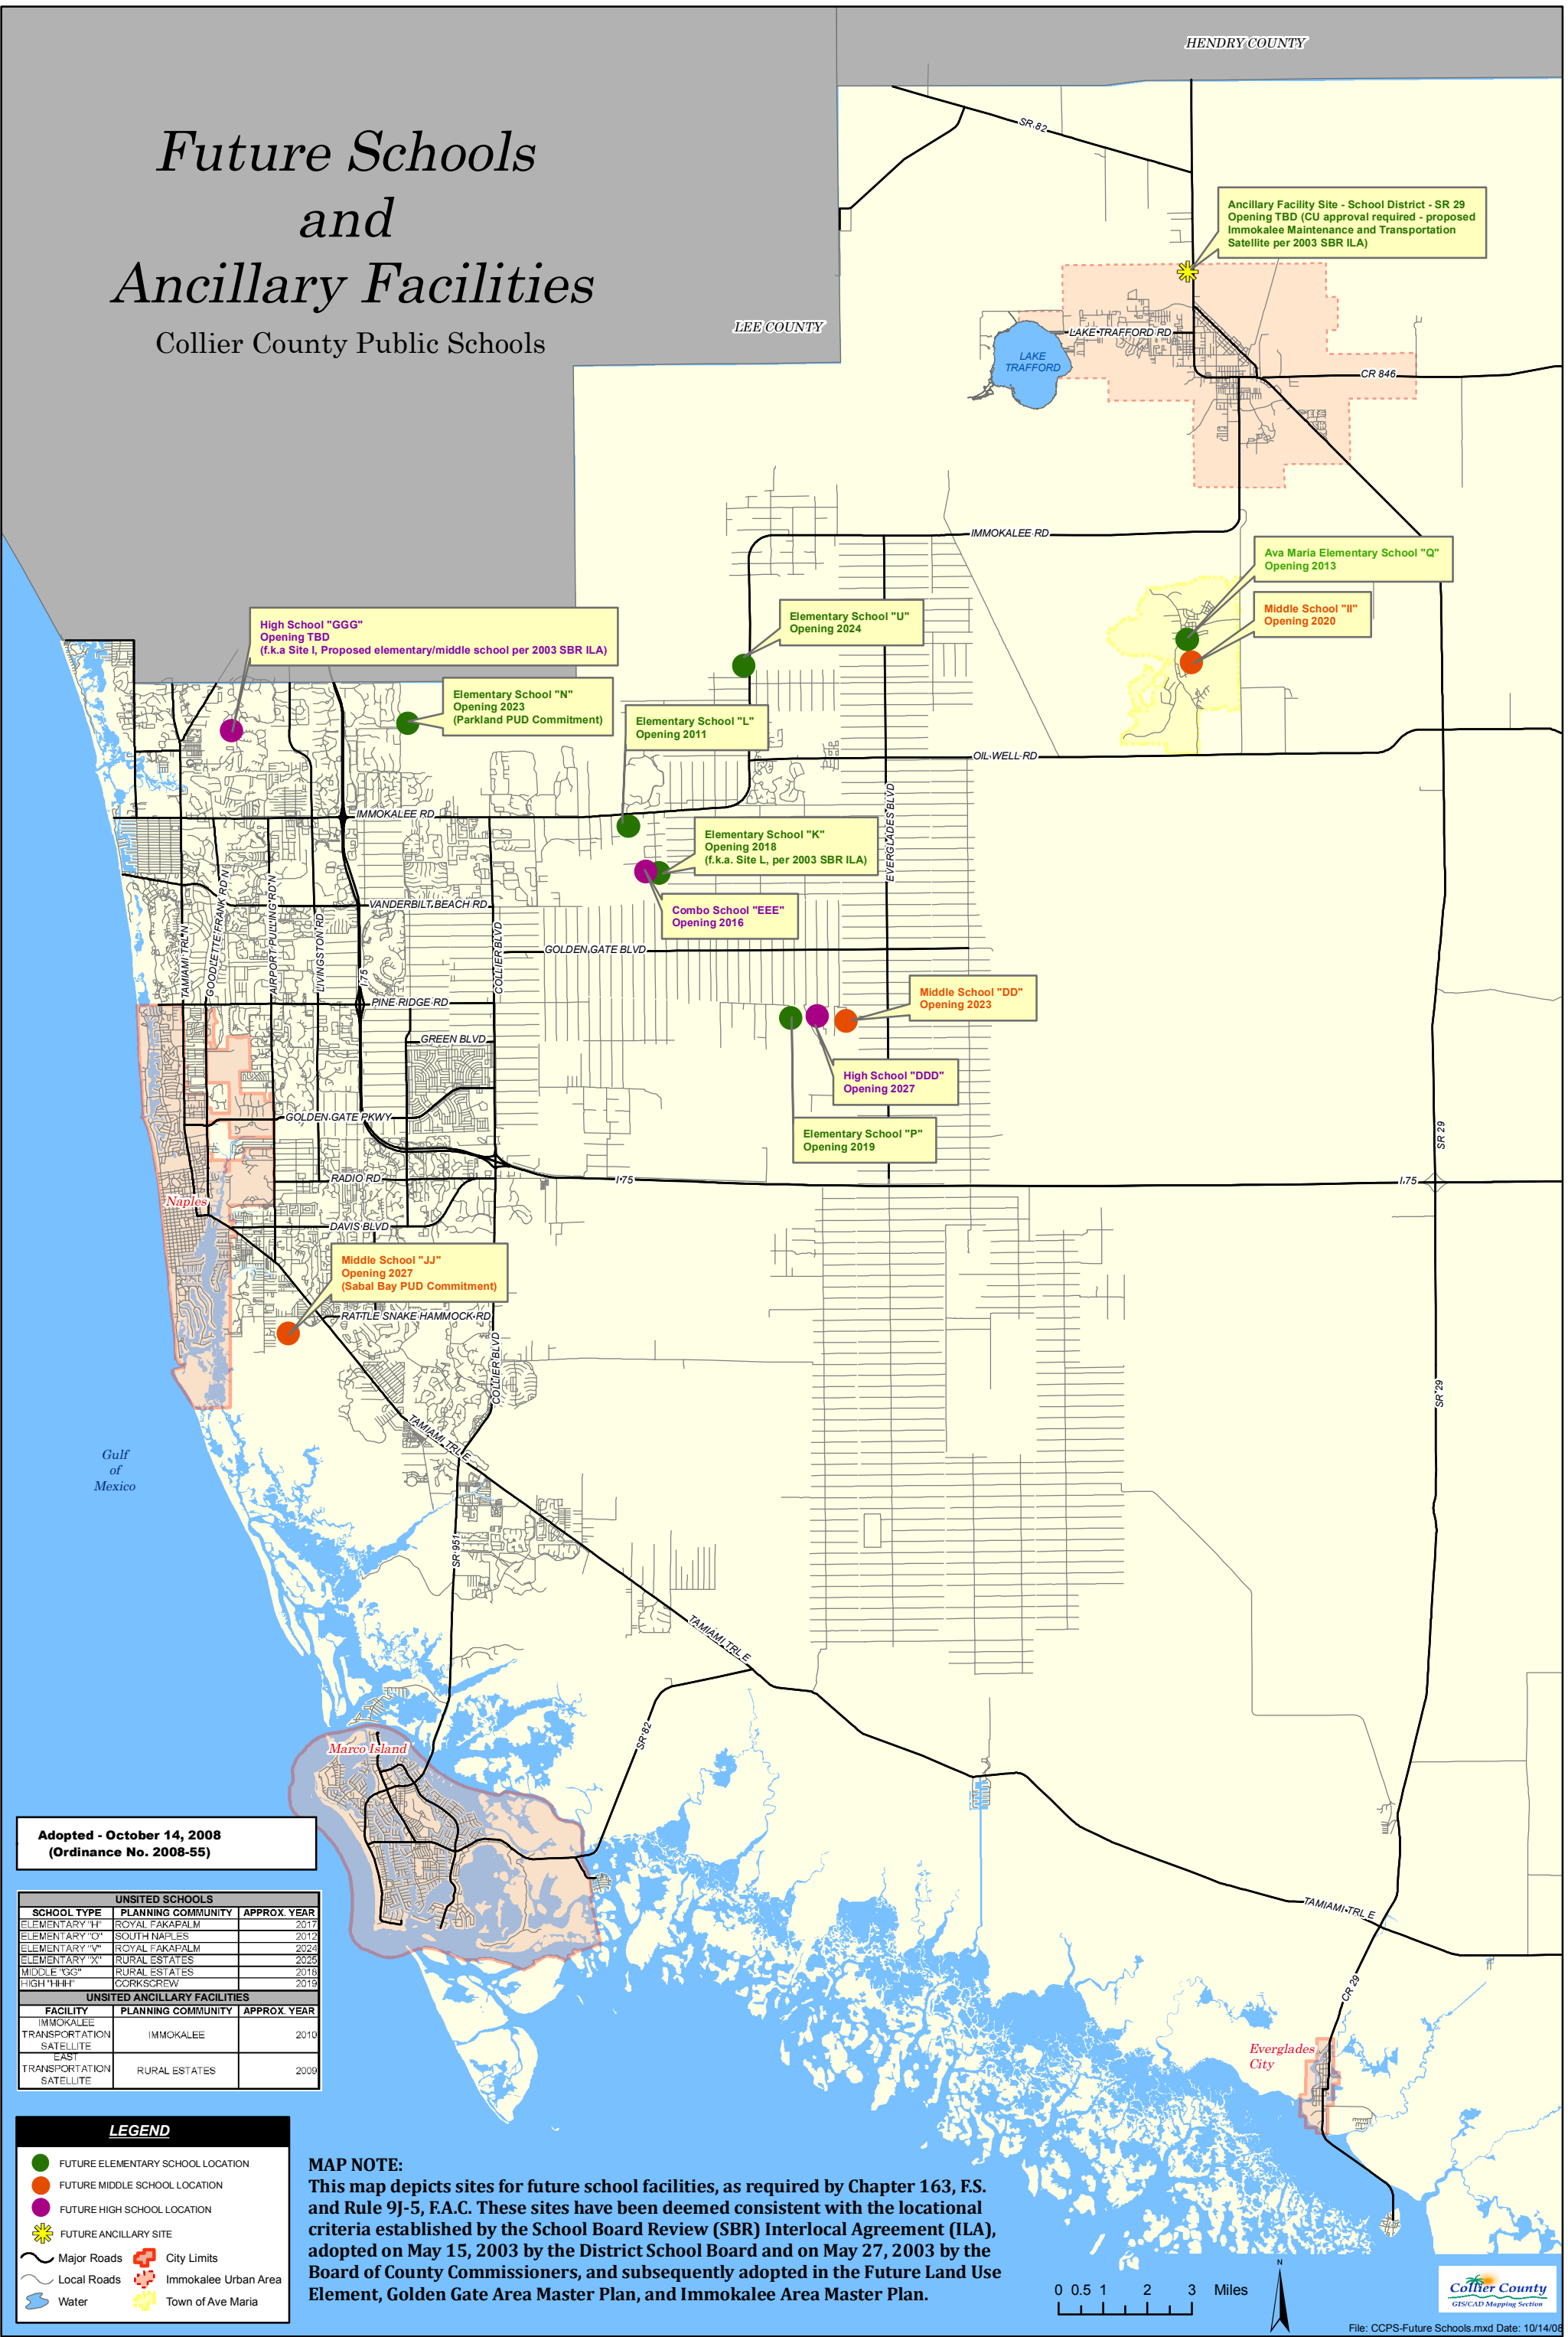 HENDRY COUNTY
Future Schools
and
Ancillary Facilities
Collier County Public Schools
LEE COUNTY
SR 82
Ancillary Facility Site - School District - SR 29
Opening TBD (CU approval required - proposed
Immokalee Maintenance and Transportation
Satellite per 2003 SBR ILA)
LAKE TRAFFORD RD
LAKE
TRAFFORD
CR 846
IMMOKALEE RD
Ava Maria Elementary School "Q"
Opening 2013
Middle School "II"
Opening 2020
Elementary School "U"
Opening 2024
High School "GGG"
Opening TBD
(f.k.a Site I, Proposed elementary/middle school per 2003 SBR ILA)
Elementary School "N"
Opening 2023
(Parkland PUD Commitment)
Elementary School "L"
Opening 2011
OIL WELL RD
IMMOKALEE RD
EVERGLADES BLVD
Elementary School "K"
Opening 2018
(f.k.a. Site L, per 2003 SBR ILA)
VANDERBILT BEACH RD
Combo School "EEE"
Opening 2016
TAMIAMI TRL N
GOODLETTE FRANK RD N
AIRPORT PULLING RD N
LIVINGSTON RD
I-75
COLLIER BLVD
GOLDEN GATE BLVD
PINE RIDGE RD
Middle School "DD"
Opening 2023
GREEN BLVD
High School "DDD"
Opening 2027
GOLDEN GATE PKWY
Elementary School "P"
Opening 2019
SR 29
RADIO RD
I-75
I-75
Naples
DAVIS BLVD
Middle School "JJ"
Opening 2027
(Sabal Bay PUD Commitment)
RATTLE SNAKE HAMMOCK RD
COLLIER BLVD
SR 29
TAMIAMI TRL E
Gulf
of
Mexico
SR 951
TAMIAMI TRL E
SR 82
Marco Island
Adopted - October 14, 2008
(Ordinance No. 2008-55)
UNSITED SCHOOLS
SCHOOL TYPE PLANNING COMMUNITY APPROX. YEAR
ELEMENTARY "H" ROYAL FAKAPALM 2017
ELEMENTARY "O" SOUTH NAPLES 2012
ELEMENTARY "V" ROYAL FAKAPALM 2024
ELEMENTARY "X" RURAL ESTATES 2025
MIDDLE "GG" RURAL ESTATES 2018
HIGH "HHH" CORKSCREW 2019
UNSITED ANCILLARY FACILITIES
FACILITY PLANNING COMMUNITY APPROX. YEAR
IMMOKALEE
TRANSPORTATION IMMOKALEE 2010
SATELLITE
EAST
TRANSPORTATION RURAL ESTATES 2009
SATELLITE
TAMIAMI TRL E
CR 29
Everglades
City
LEGEND
FUTURE ELEMENTARY SCHOOL LOCATION
FUTURE MIDDLE SCHOOL LOCATION
FUTURE HIGH SCHOOL LOCATION
FUTURE ANCILLARY SITE
Major Roads City Limits
Local Roads Immokalee Urban Area
Water Town of Ave Maria
MAP NOTE:
This map depicts sites for future school facilities, as required by Chapter 163, F.S.
and Rule 9J-5, F.A.C. These sites have been deemed consistent with the locational
criteria established by the School Board Review (SBR) Interlocal Agreement (ILA),
adopted on May 15, 2003 by the District School Board and on May 27, 2003 by the
Board of County Commissioners, and subsequently adopted in the Future Land Use
Element, Golden Gate Area Master Plan, and Immokalee Area Master Plan.
0 0.5 1 2 3 Miles
N
Collier County
GIS/CAD Mapping Section
File: CCPS-Future Schools.mxd Date: 10/14/08